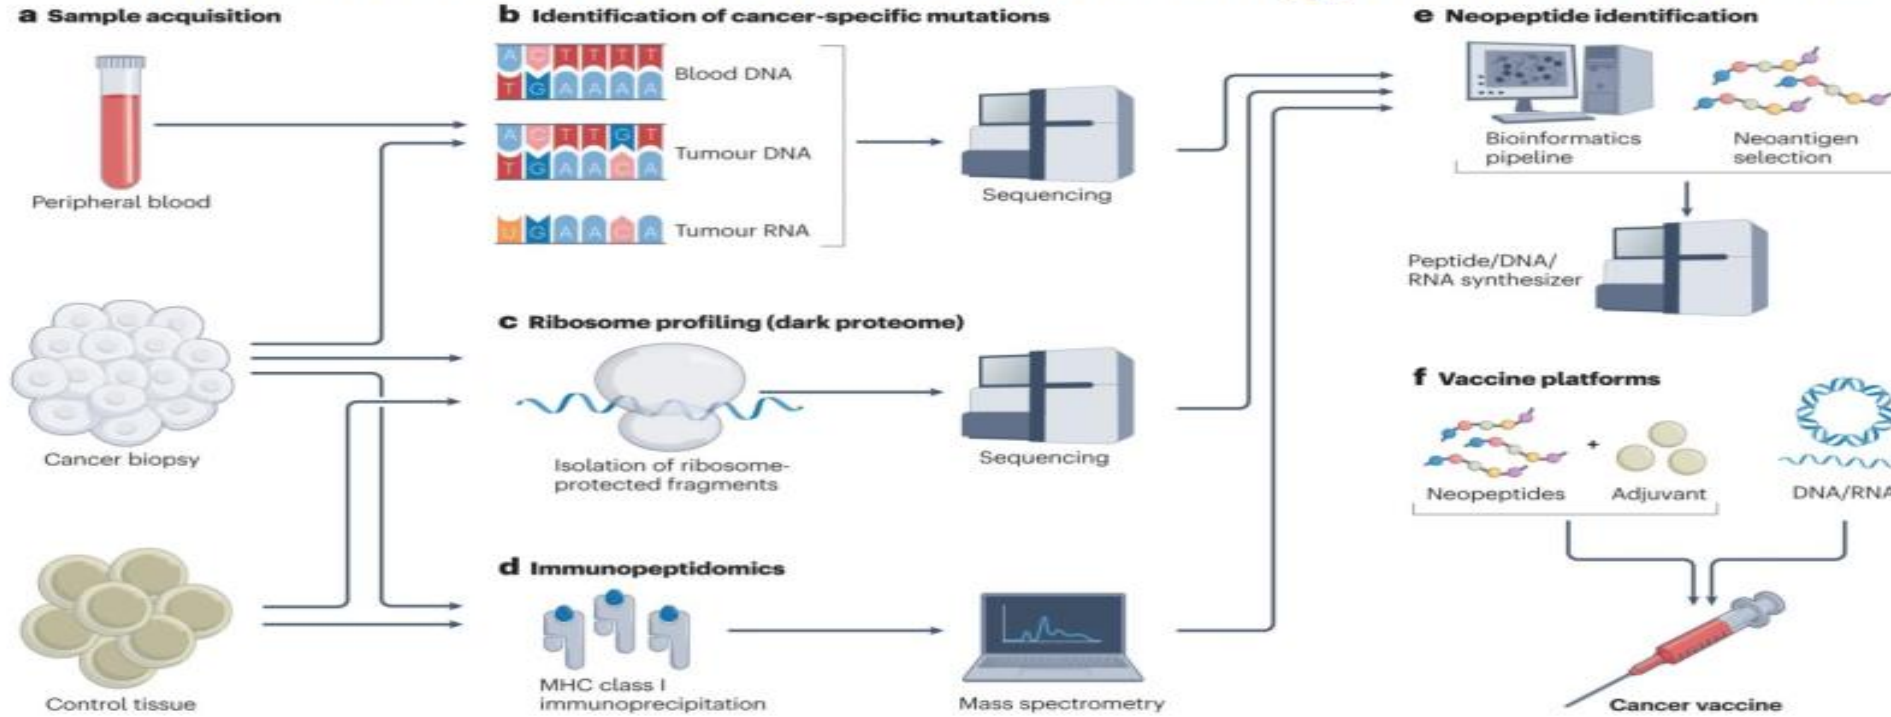 a Sample acquisition
Peripheral blood
Cancer biopsy
Control tissue
b Identification of cancer-specific mutations
A C T T T T
T G A A A A
Blood DNA
A C T T G T
T G A A C A
Tumour DNA
U G A A C A
Tumour RNA
Sequencing
c Ribosome profiling (dark proteome)
Isolation of ribosome-
protected fragments
Sequencing
d Immunopeptidomics
MHC class I
immunoprecipitation
Mass spectrometry
e Neopeptide identification
Bioinformatics
pipeline
Neoantigen
selection
Peptide/DNA/
RNA synthesizer
f Vaccine platforms
Neopeptides
+
Adjuvant
DNA/RNA
Cancer vaccine